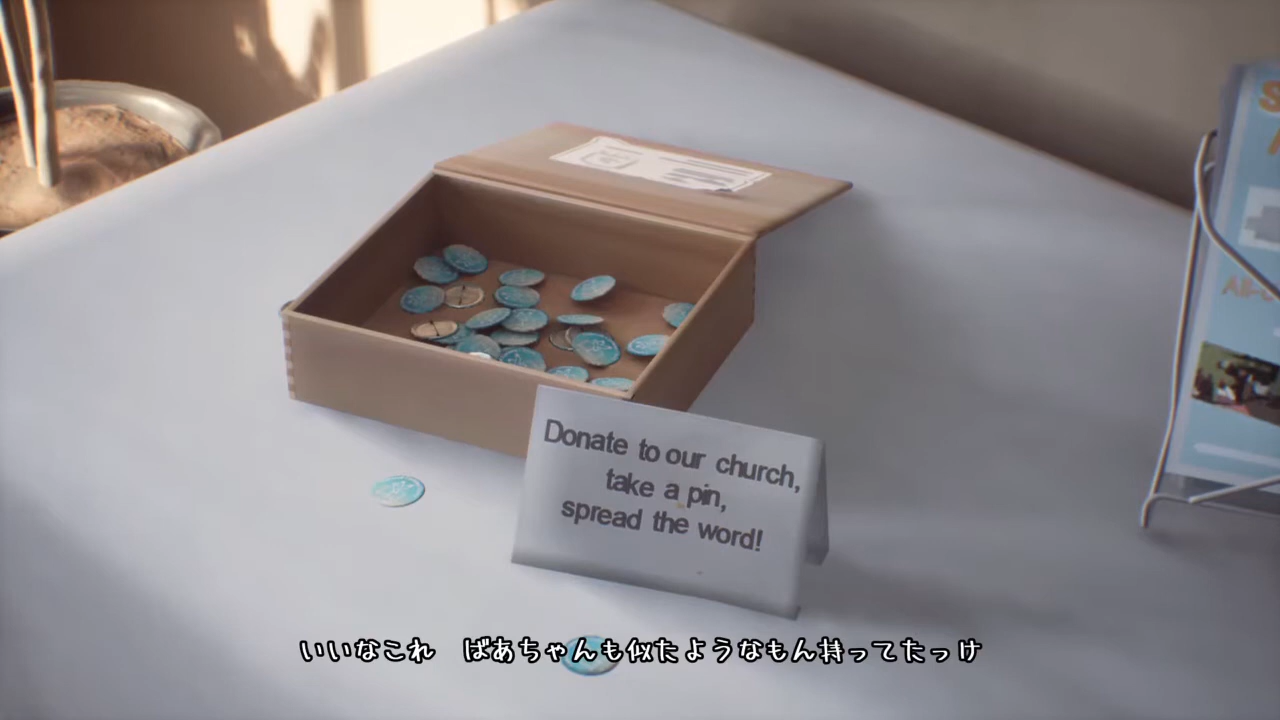 Donate to our church,
take a pin,
spread the word!
いいなこれ　ばあちゃんも似たようなもん持ってたっけ